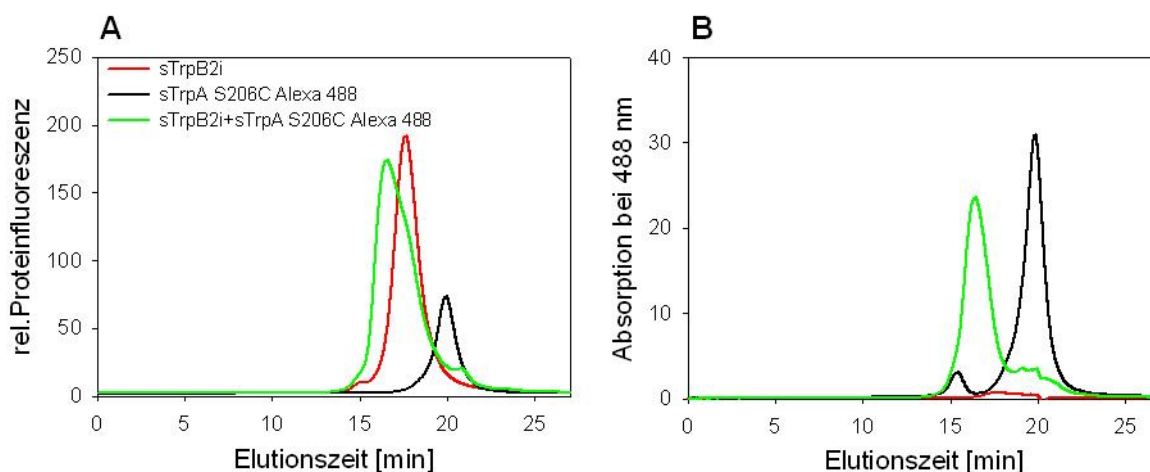 A
B
rel.Proteinfluoreszenz
250
200
150
100
50
0
sTrpB2i
sTrpA S206C Alexa 488
sTrpB2i+sTrpA S206C Alexa 488
0 5 10 15 20 25
Elutionszeit [min]
Absorption bei 488 nm
40
30
20
10
0
0 5 10 15 20 25
Elutionszeit [min]